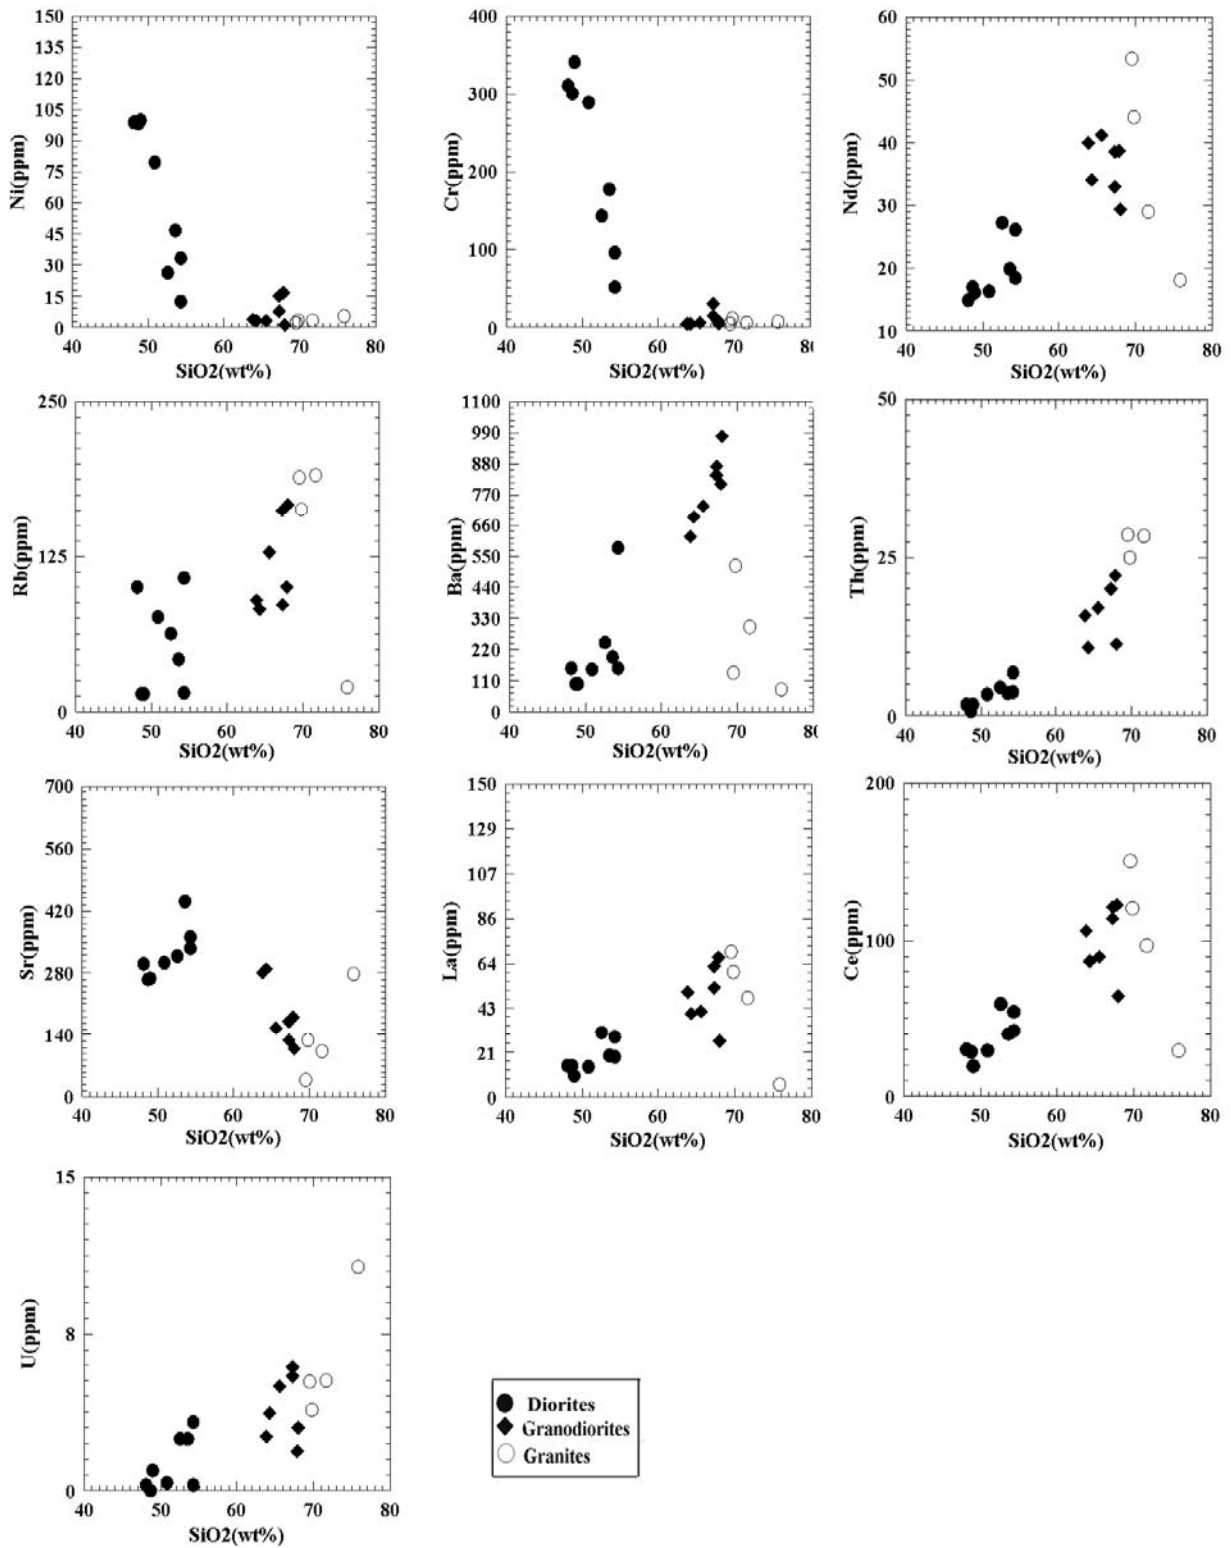 150
135
120
105
90
75
60
45
30
15
0
Ni(ppm)
40 50 60 70 80
SiO2(wt%)
400
300
200
100
0
Cr(ppm)
40 50 60 70 80
SiO2(wt%)
60
50
40
30
20
10
Nd(ppm)
40 50 60 70 80
SiO2(wt%)
250
125
0
Rb(ppm)
40 50 60 70 80
SiO2(wt%)
1100
990
880
770
660
550
440
330
220
110
0
Ba(ppm)
40 50 60 70 80
SiO2(wt%)
50
25
0
Th(ppm)
40 50 60 70 80
SiO2(wt%)
700
560
420
280
140
0
Sr(ppm)
40 50 60 70 80
SiO2(wt%)
150
129
107
86
64
43
21
0
La(ppm)
40 50 60 70 80
SiO2(wt%)
200
100
0
Ce(ppm)
40 50 60 70 80
SiO2(wt%)
15
8
0
U(ppm)
40 50 60 70 80
SiO2(wt%)
Diorites
Granodiorites
Granites